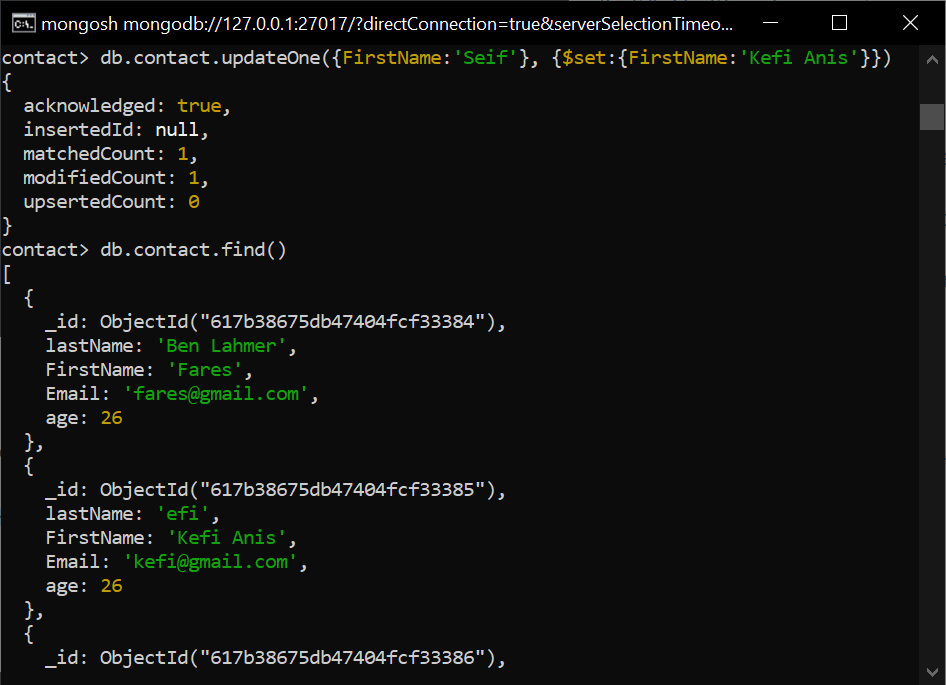 mongosh mongodb://127.0.0.1:27017/?directConnection=true&serverSelectionTimeo...
contact> db.contact.updateOne({FirstName:'Seif'}, {$set:{FirstName:'Kefi Anis'}})
{
  acknowledged: true,
  insertedId: null,
  matchedCount: 1,
  modifiedCount: 1,
  upsertedCount: 0
}
contact> db.contact.find()
[
  {
    _id: ObjectId("617b38675db47404fcf33384"),
    lastName: 'Ben Lahmer',
    FirstName: 'Fares',
    Email: 'fares@gmail.com',
    age: 26
  },
  {
    _id: ObjectId("617b38675db47404fcf33385"),
    lastName: 'efi',
    FirstName: 'Kefi Anis',
    Email: 'kefi@gmail.com',
    age: 26
  },
  {
    _id: ObjectId("617b38675db47404fcf33386"),